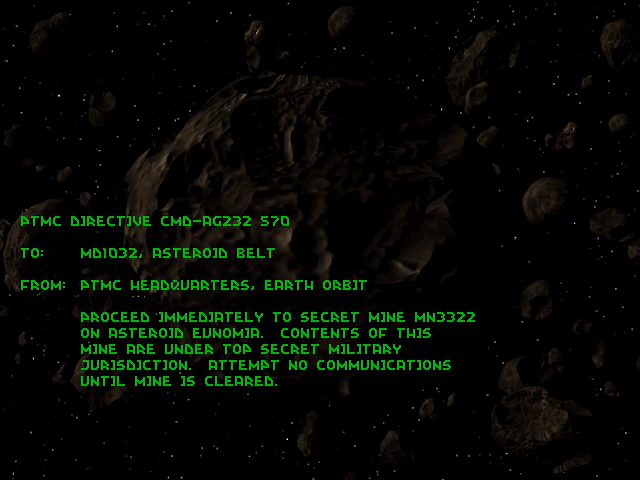 PTMC DIRECTIVE CMD-AG232 570
TO: MD1032, ASTEROID BELT
FROM: PTMC HEADQUARTERS, EARTH ORBIT
PROCEED IMMEDIATELY TO SECRET MINE MN3322
ON ASTEROID EUNOMIA. CONTENTS OF THIS
MINE ARE UNDER TOP SECRET MILITARY
JURISDICTION. ATTEMPT NO COMMUNICATIONS
UNTIL MINE IS CLEARED.